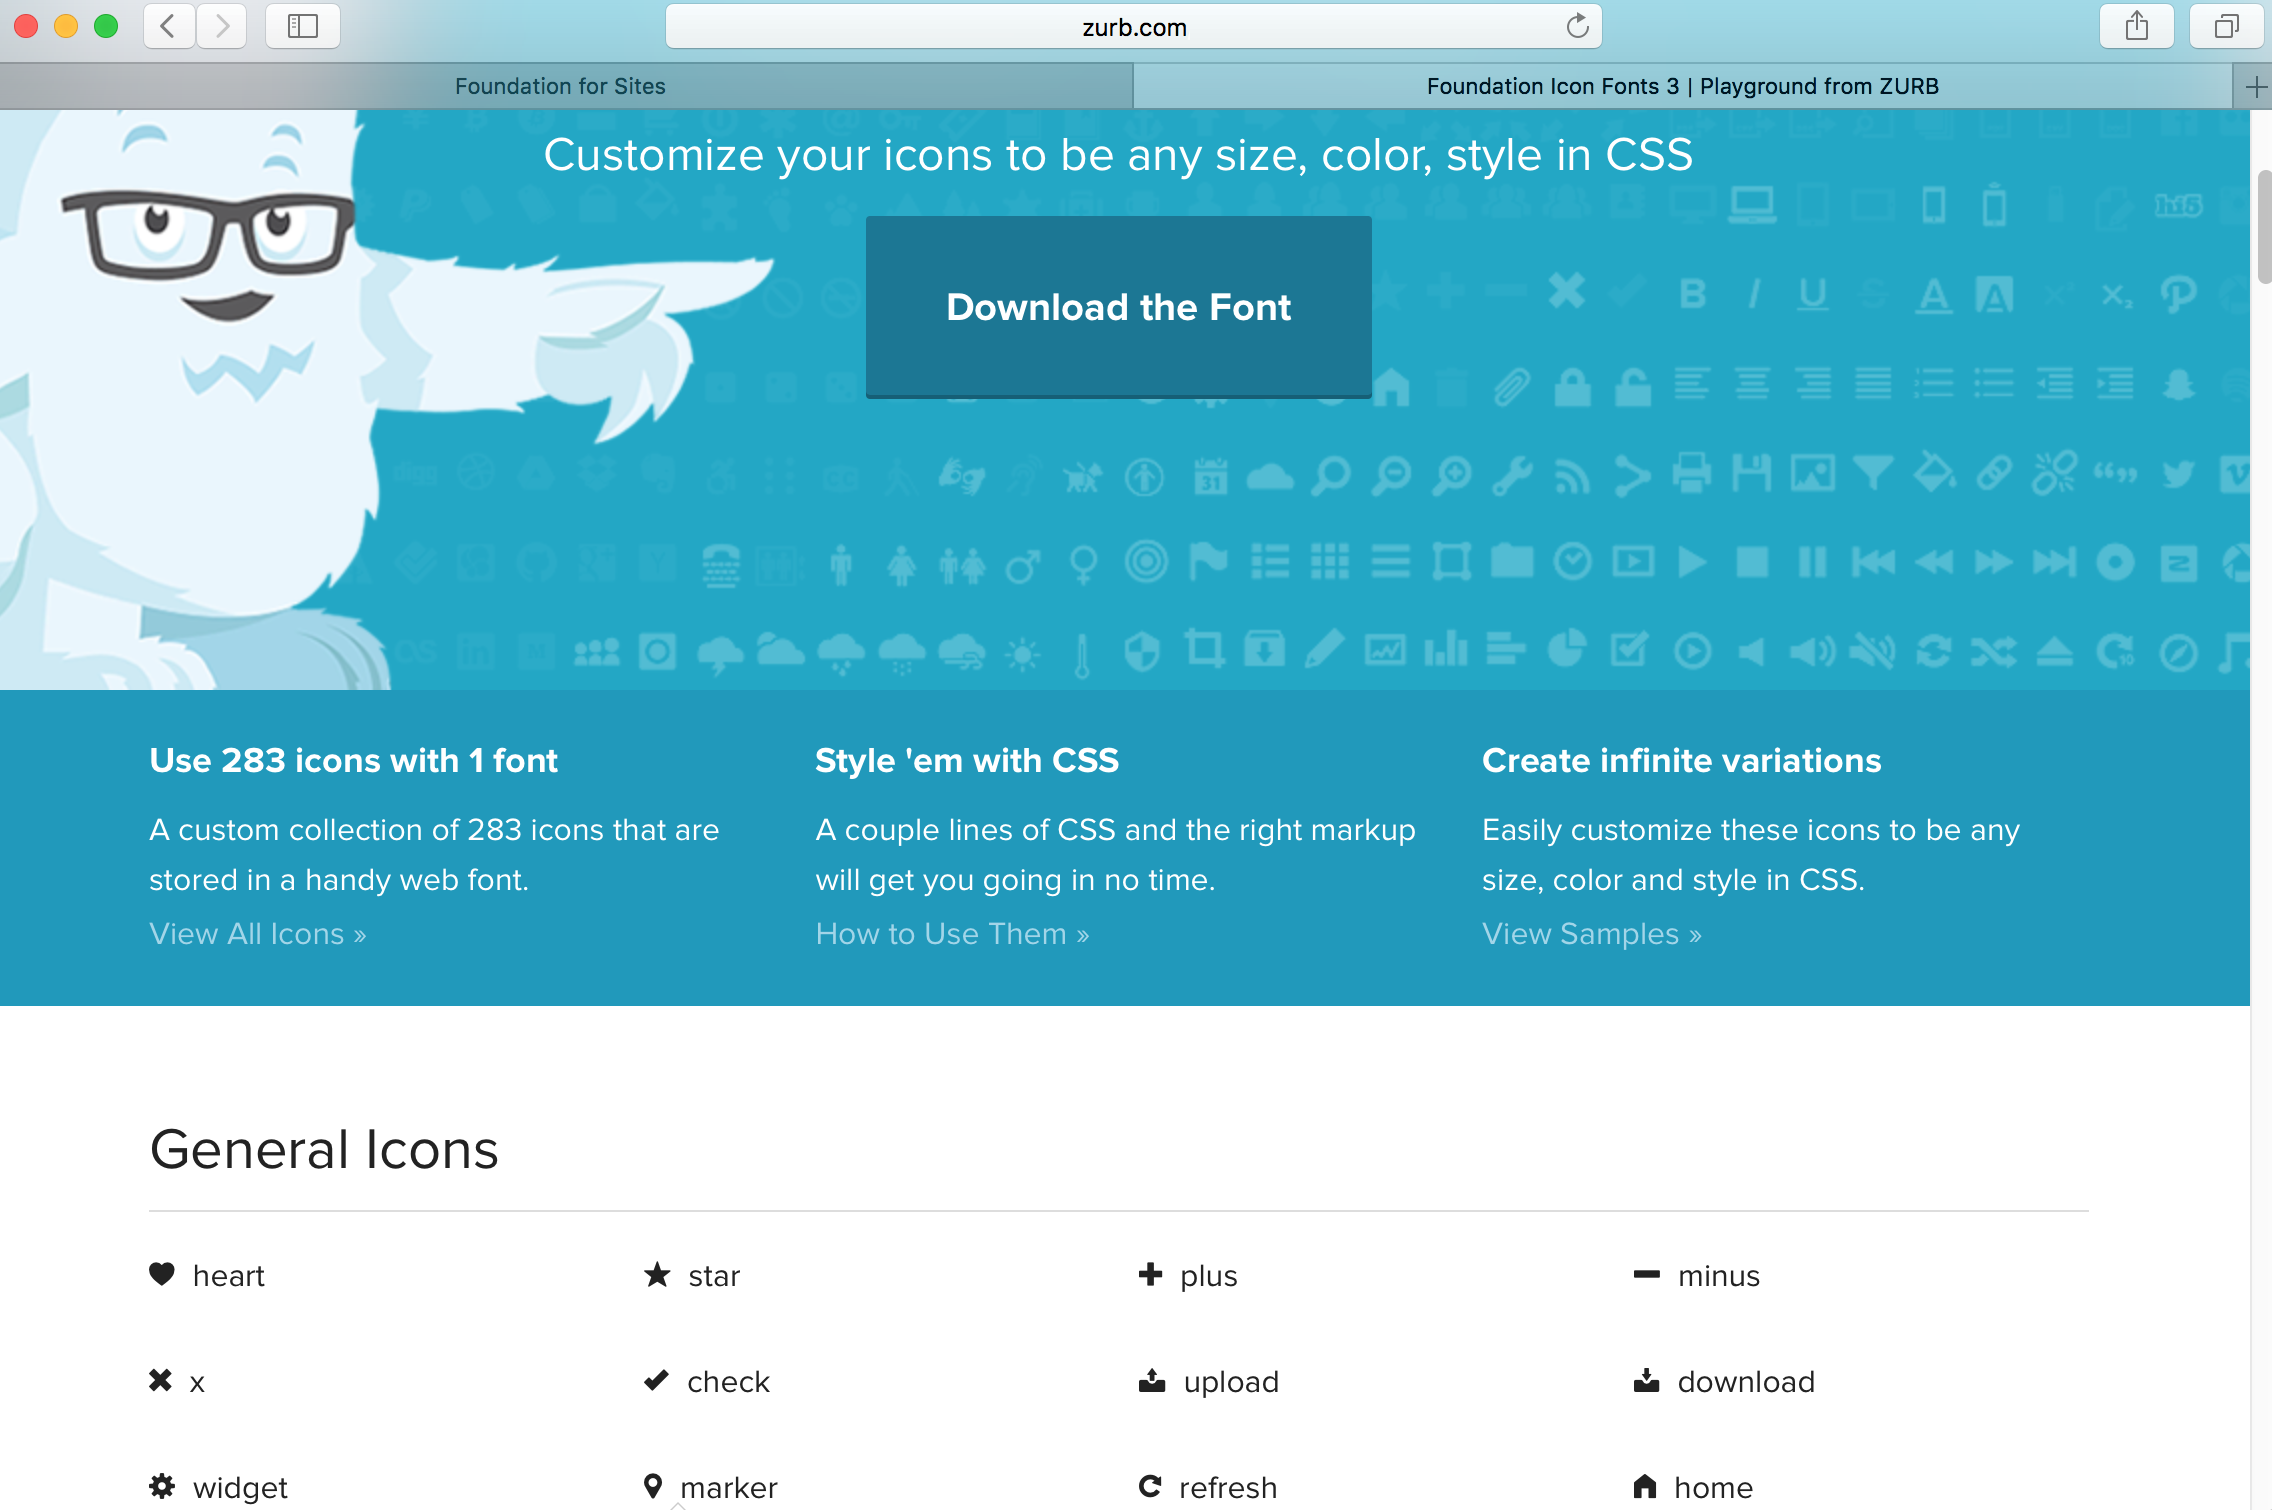 zurb.com
Foundation for Sites
Foundation Icon Fonts 3 | Playground from ZURB
Customize your icons to be any size, color, style in CSS
Download the Font
Use 283 icons with 1 font
A custom collection of 283 icons that are
stored in a handy web font.
View All Icons »
Style 'em with CSS
A couple lines of CSS and the right markup
will get you going in no time.
How to Use Them »
Create infinite variations
Easily customize these icons to be any
size, color and style in CSS.
View Samples »
General Icons
heart
star
plus
minus
x
check
upload
download
widget
marker
refresh
home